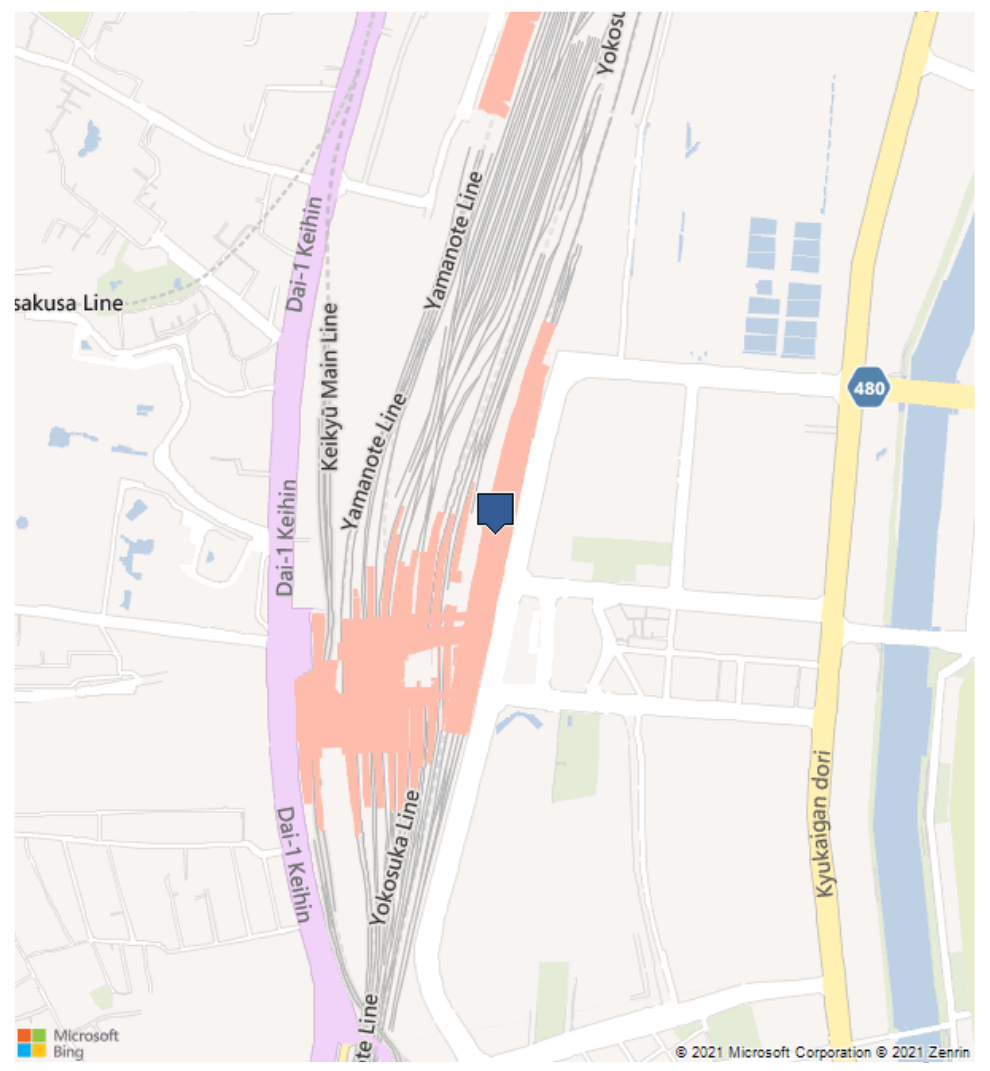 Yokosu
Yamanote Line
Dai-1 Keihin
sakusa Line
Keikyū Main Line
480
Yamanote Line
Dai-1 Keihin
Kyukaigan dori
Yokosuka Line
Dai-1 Keihin
te Line
Microsoft
Bing
© 2021 Microsoft Corporation © 2021 Zenrin